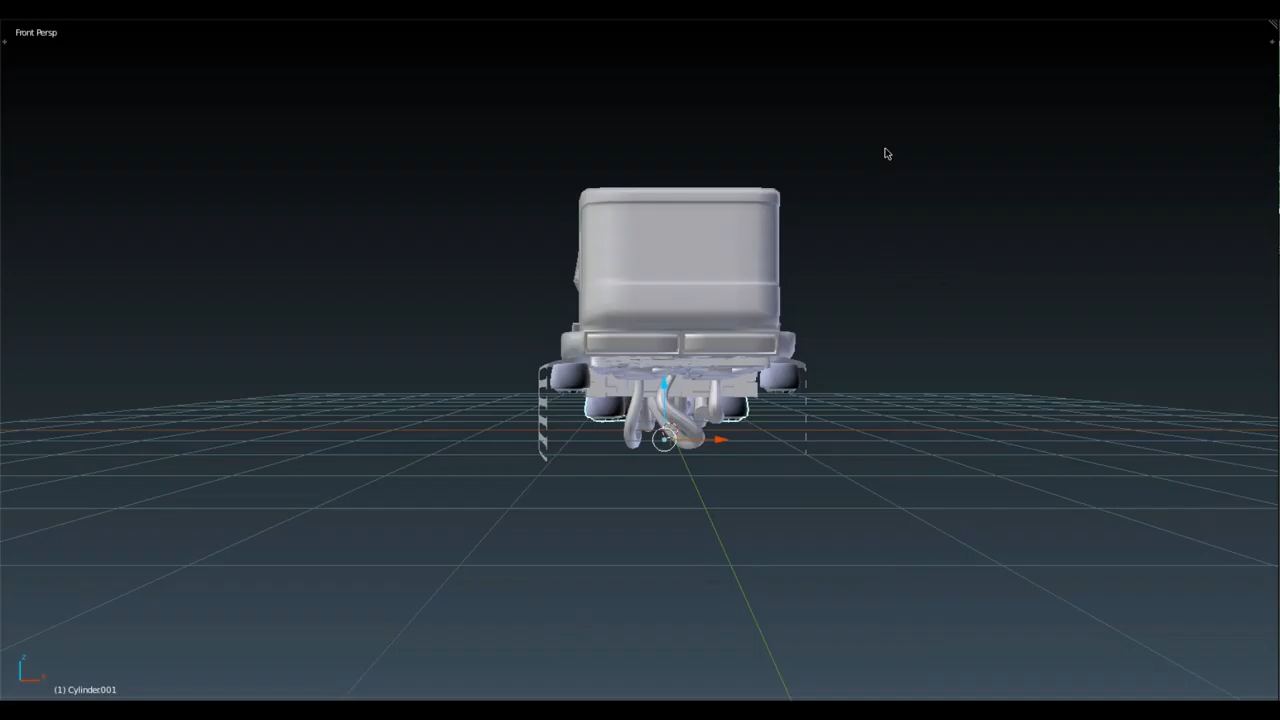 Front Persp
z
x
(1) Cylinder.001